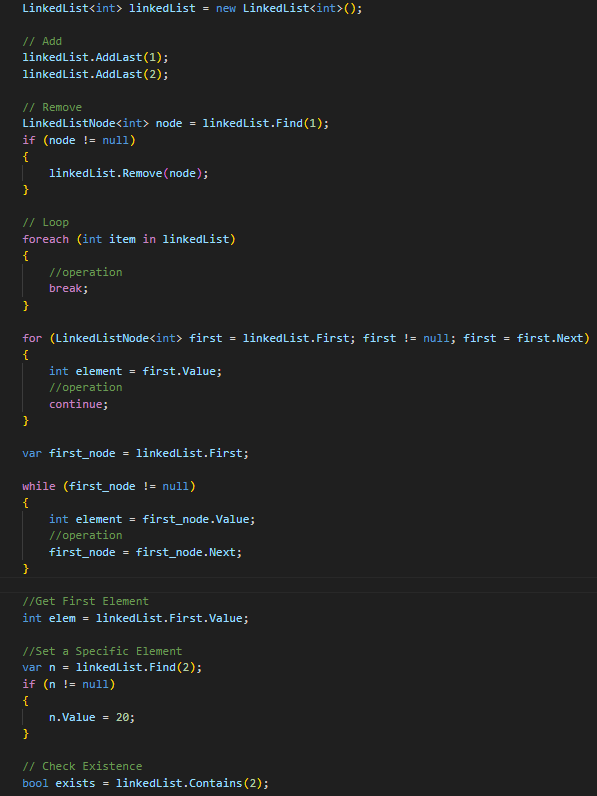 LinkedList<int> linkedList = new LinkedList<int>();

// Add
linkedList.AddLast(1);
linkedList.AddLast(2);

// Remove
LinkedListNode<int> node = linkedList.Find(1);
if (node != null)
{
    linkedList.Remove(node);
}

// Loop
foreach (int item in linkedList)
{
    //operation
    break;
}

for (LinkedListNode<int> first = linkedList.First; first != null; first = first.Next)
{
    int element = first.Value;
    //operation
    continue;
}

var first_node = linkedList.First;

while (first_node != null)
{
    int element = first_node.Value;
    //operation
    first_node = first_node.Next;
}

//Get First Element
int elem = linkedList.First.Value;

//Set a Specific Element
var n = linkedList.Find(2);
if (n != null)
{
    n.Value = 20;
}

// Check Existence
bool exists = linkedList.Contains(2);